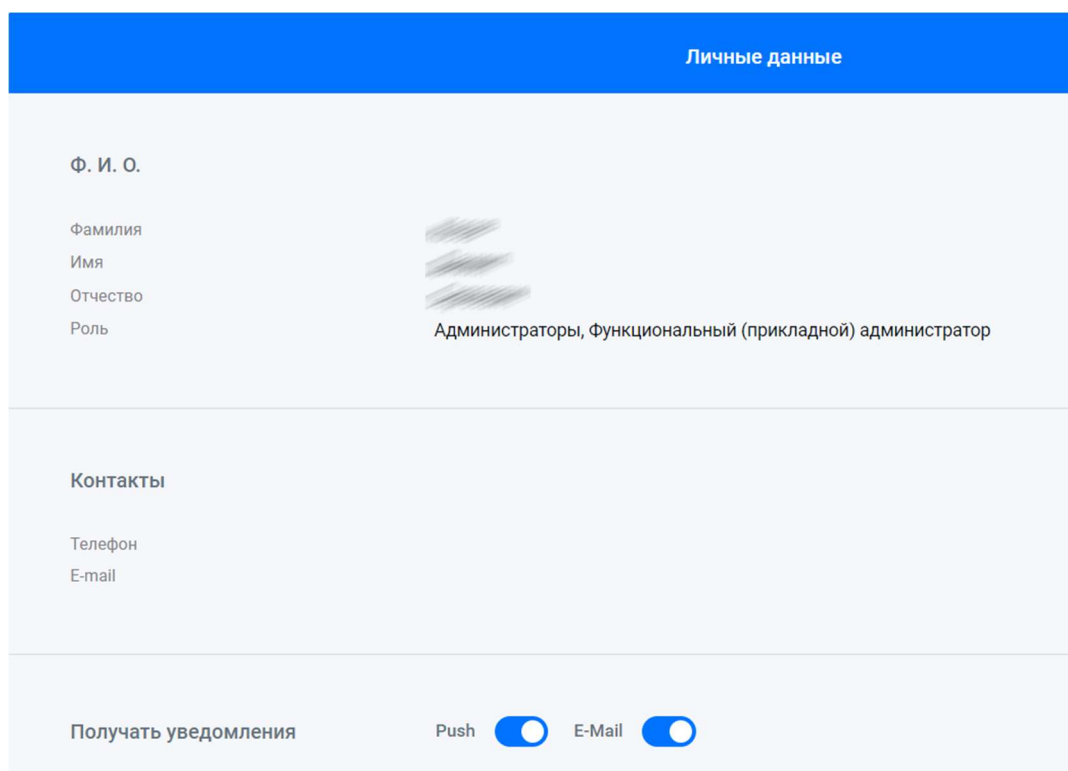 Личные данные
Ф. И. О.
Фамилия
Имя
Отчество
Роль Администраторы, Функциональный (прикладной) администратор
Контакты
Телефон
E-mail
Получать уведомления Push E-Mail